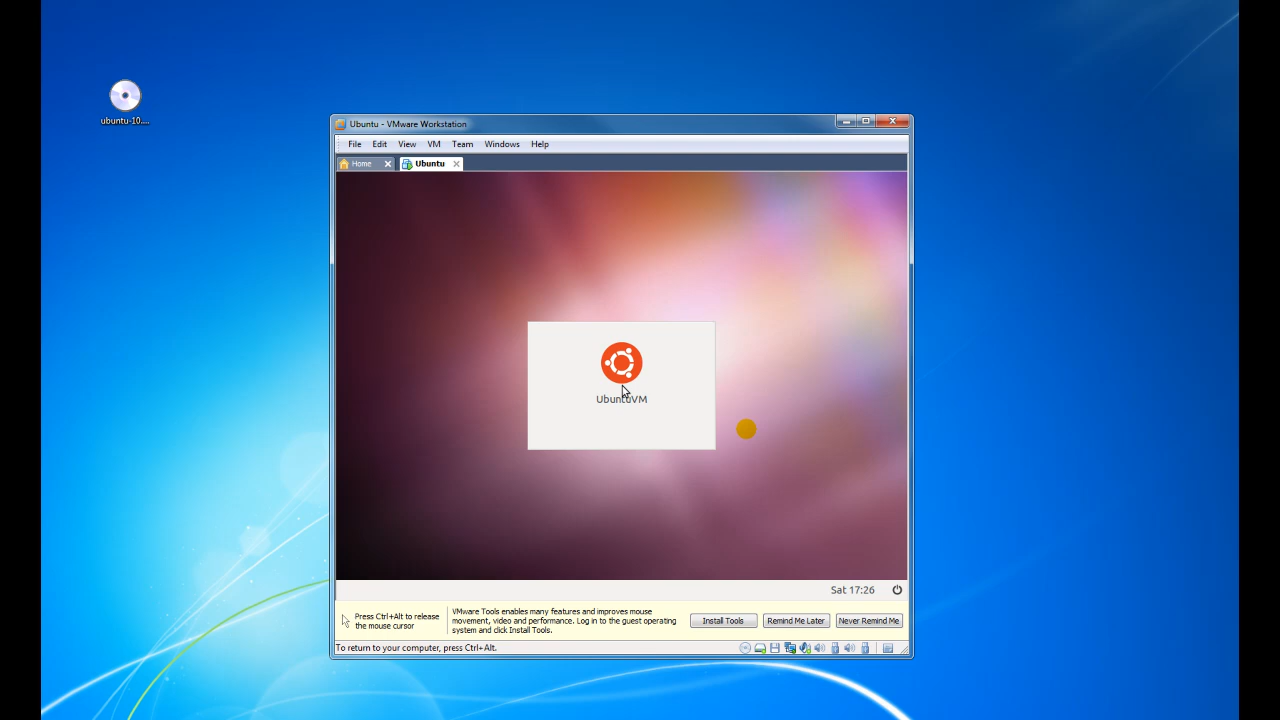 ubuntu-10....
Ubuntu - VMware Workstation
File Edit View VM Team Windows Help
Home Ubuntu
UbuntuVM
Sat 17:26
Press Ctrl+Alt to release
the mouse cursor
VMware Tools enables many features and improves mouse
movement, video and performance. Log in to the guest operating
system and click Install Tools.
Install Tools Remind Me Later Never Remind Me
To return to your computer, press Ctrl+Alt.